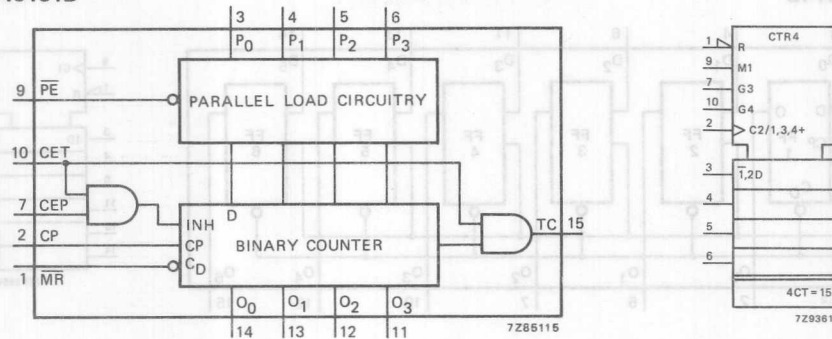 3 4 5 6
P0 P1 P2 P3
9 PE
PARALLEL LOAD CIRCUITRY
10 CET
7 CEP
2 CP
1 MR
D
INH
CP
CD
BINARY COUNTER
TC 15
O0 O1 O2 O3
14 13 12 11
7Z85115
CTR4
1 R
9 M1
7 G3
10 G4
2 C2/1,3,4+
3 1,2D
4
5
6
4CT=15
7Z9361